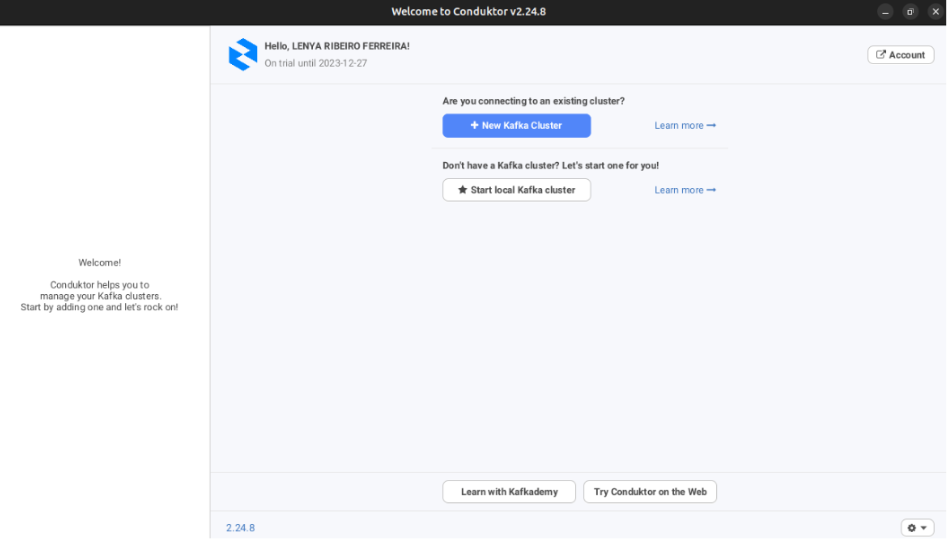 Welcome to Conduktor v2.24.8
Hello, LENYA RIBEIRO FERREIRA!
On trial until 2023-12-27
Account
Are you connecting to an existing cluster?
+ New Kafka Cluster
Learn more →
Don't have a Kafka cluster? Let's start one for you!
★ Start local Kafka cluster
Learn more →
Welcome!
Conduktor helps you to
manage your Kafka clusters.
Start by adding one and let's rock on!
Learn with Kafkademy
Try Conduktor on the Web
2.24.8